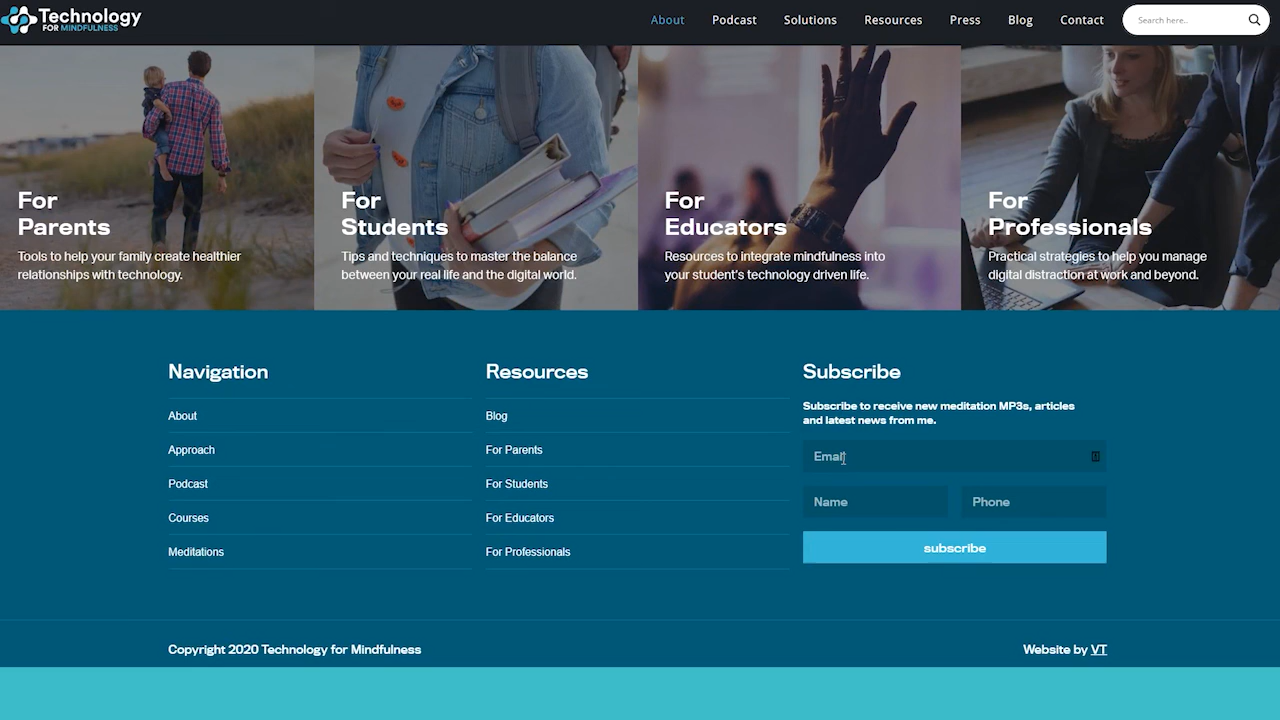 Technology
FOR MINDFULNESS
About
Podcast
Solutions
Resources
Press
Blog
Contact
Search here..
For
Parents
Tools to help your family create healthier
relationships with technology.
For
Students
Tips and techniques to master the balance
between your real life and the digital world.
For
Educators
Resources to integrate mindfulness into
your student's technology driven life.
For
Professionals
Practical strategies to help you manage
digital distraction at work and beyond.
Navigation
About
Approach
Podcast
Courses
Meditations
Resources
Blog
For Parents
For Students
For Educators
For Professionals
Subscribe
Subscribe to receive new meditation MP3s, articles
and latest news from me.
Email
Name
Phone
subscribe
Copyright 2020 Technology for Mindfulness
Website by VT